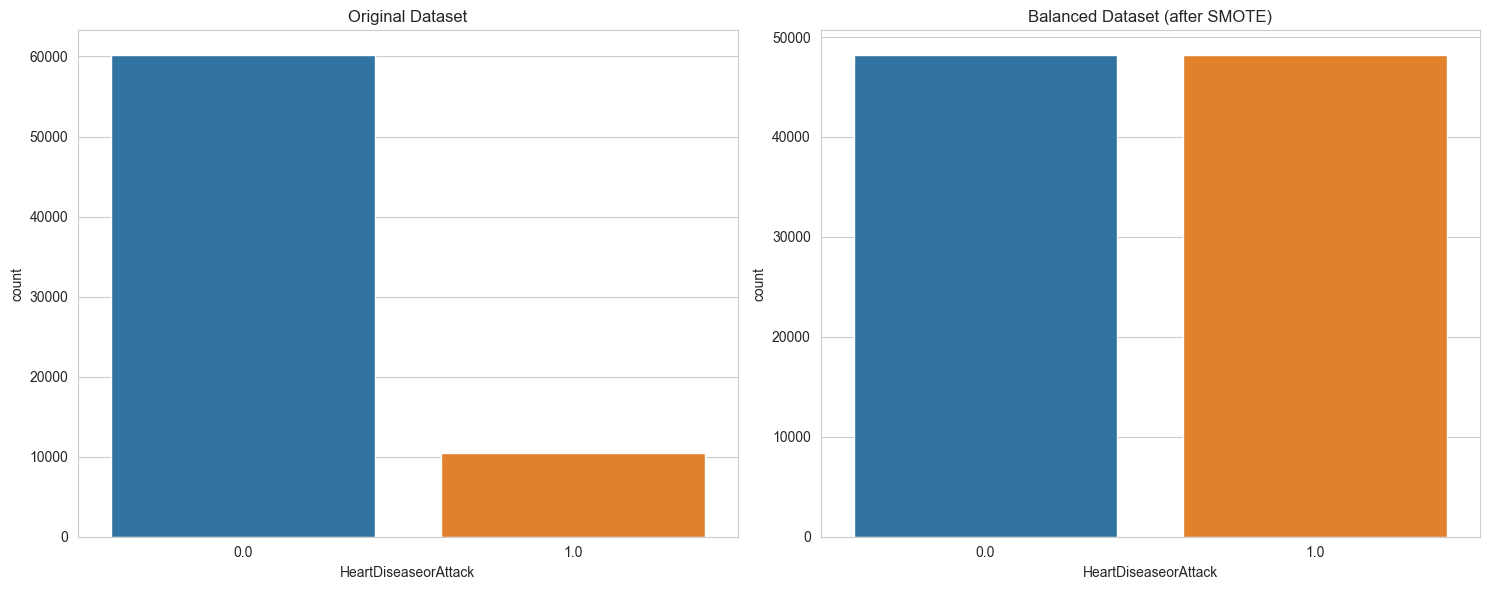 Original Dataset
60000
50000
40000
30000
20000
10000
0
count
0.0
1.0
HeartDiseaseorAttack
Balanced Dataset (after SMOTE)
50000
40000
30000
20000
10000
0
count
0.0
1.0
HeartDiseaseorAttack